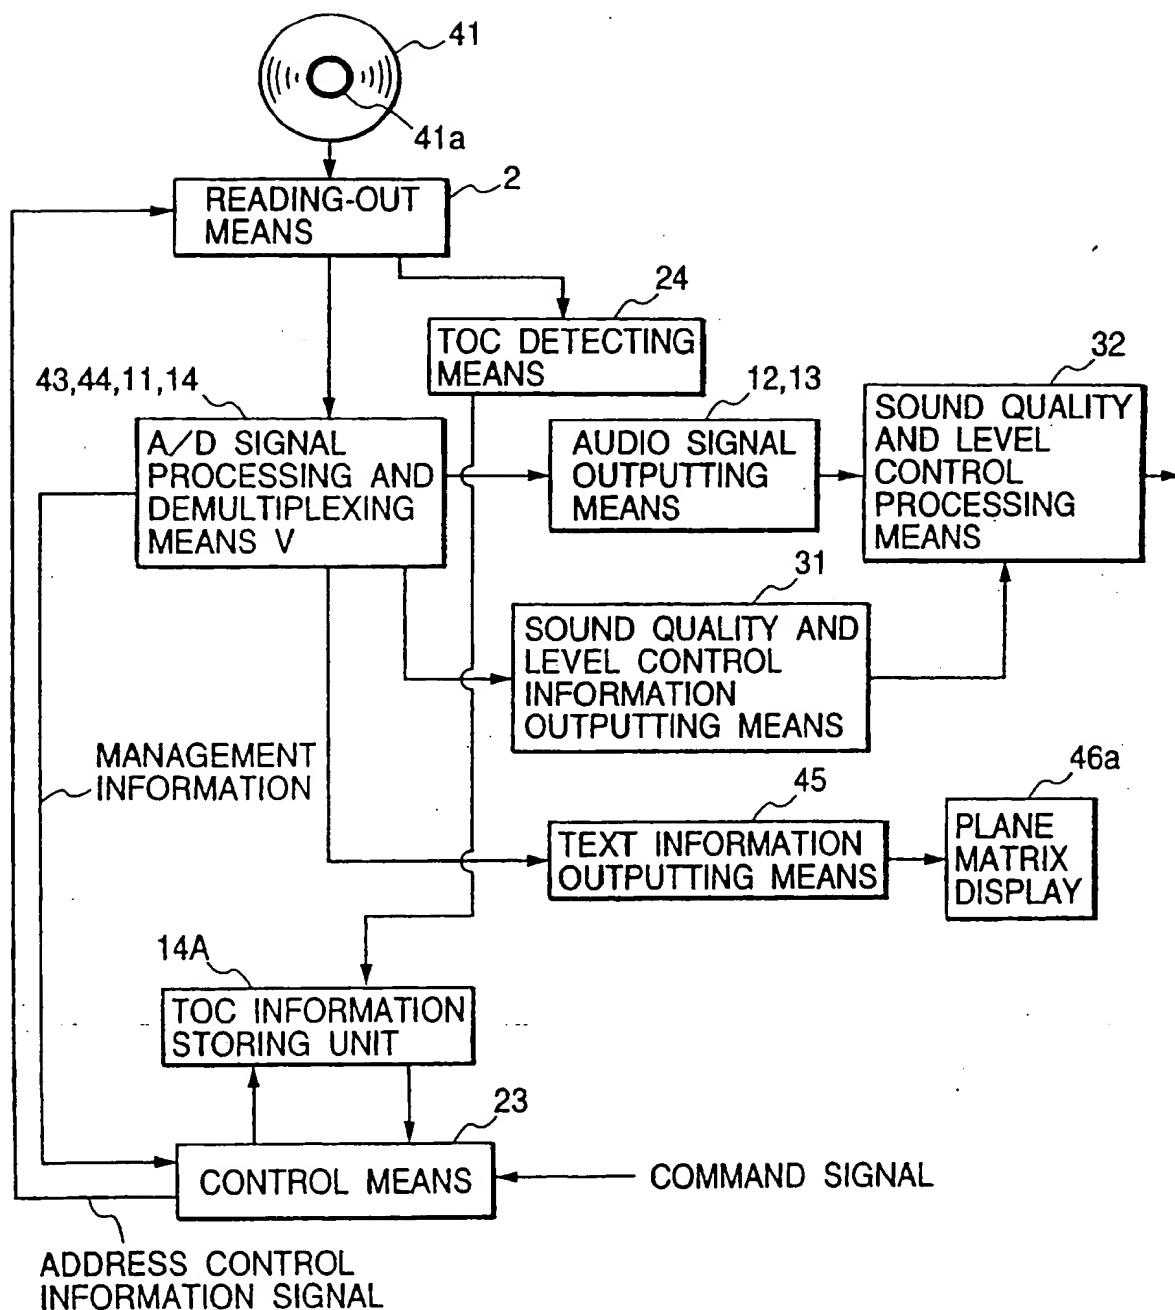 41
41a
2
READING-OUT
MEANS
24
TOC DETECTING
MEANS
43,44,11,14
A/D SIGNAL
PROCESSING AND
DEMULTIPLEXING
MEANS V
12,13
AUDIO SIGNAL
OUTPUTTING
MEANS
32
SOUND QUALITY
AND LEVEL
CONTROL
PROCESSING
MEANS
31
SOUND QUALITY AND
LEVEL CONTROL
INFORMATION
OUTPUTTING MEANS
MANAGEMENT
INFORMATION
45
TEXT INFORMATION
OUTPUTTING MEANS
46a
PLANE
MATRIX
DISPLAY
14A
TOC INFORMATION
STORING UNIT
23
CONTROL MEANS
COMMAND SIGNAL
ADDRESS CONTROL
INFORMATION SIGNAL